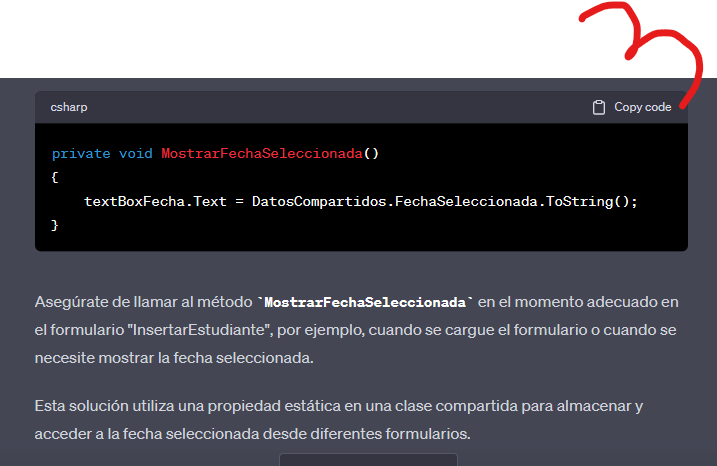 3
csharp
Copy code
private void MostrarFechaSeleccionada()
{
textBoxFecha.Text = DatosCompartidos.FechaSeleccionada.ToString();
}
Asegúrate de llamar al método `MostrarFechaSeleccionada` en el momento adecuado en
el formulario "InsertarEstudiante", por ejemplo, cuando se cargue el formulario o cuando se
necesite mostrar la fecha seleccionada.
Esta solución utiliza una propiedad estática en una clase compartida para almacenar y
acceder a la fecha seleccionada desde diferentes formularios.